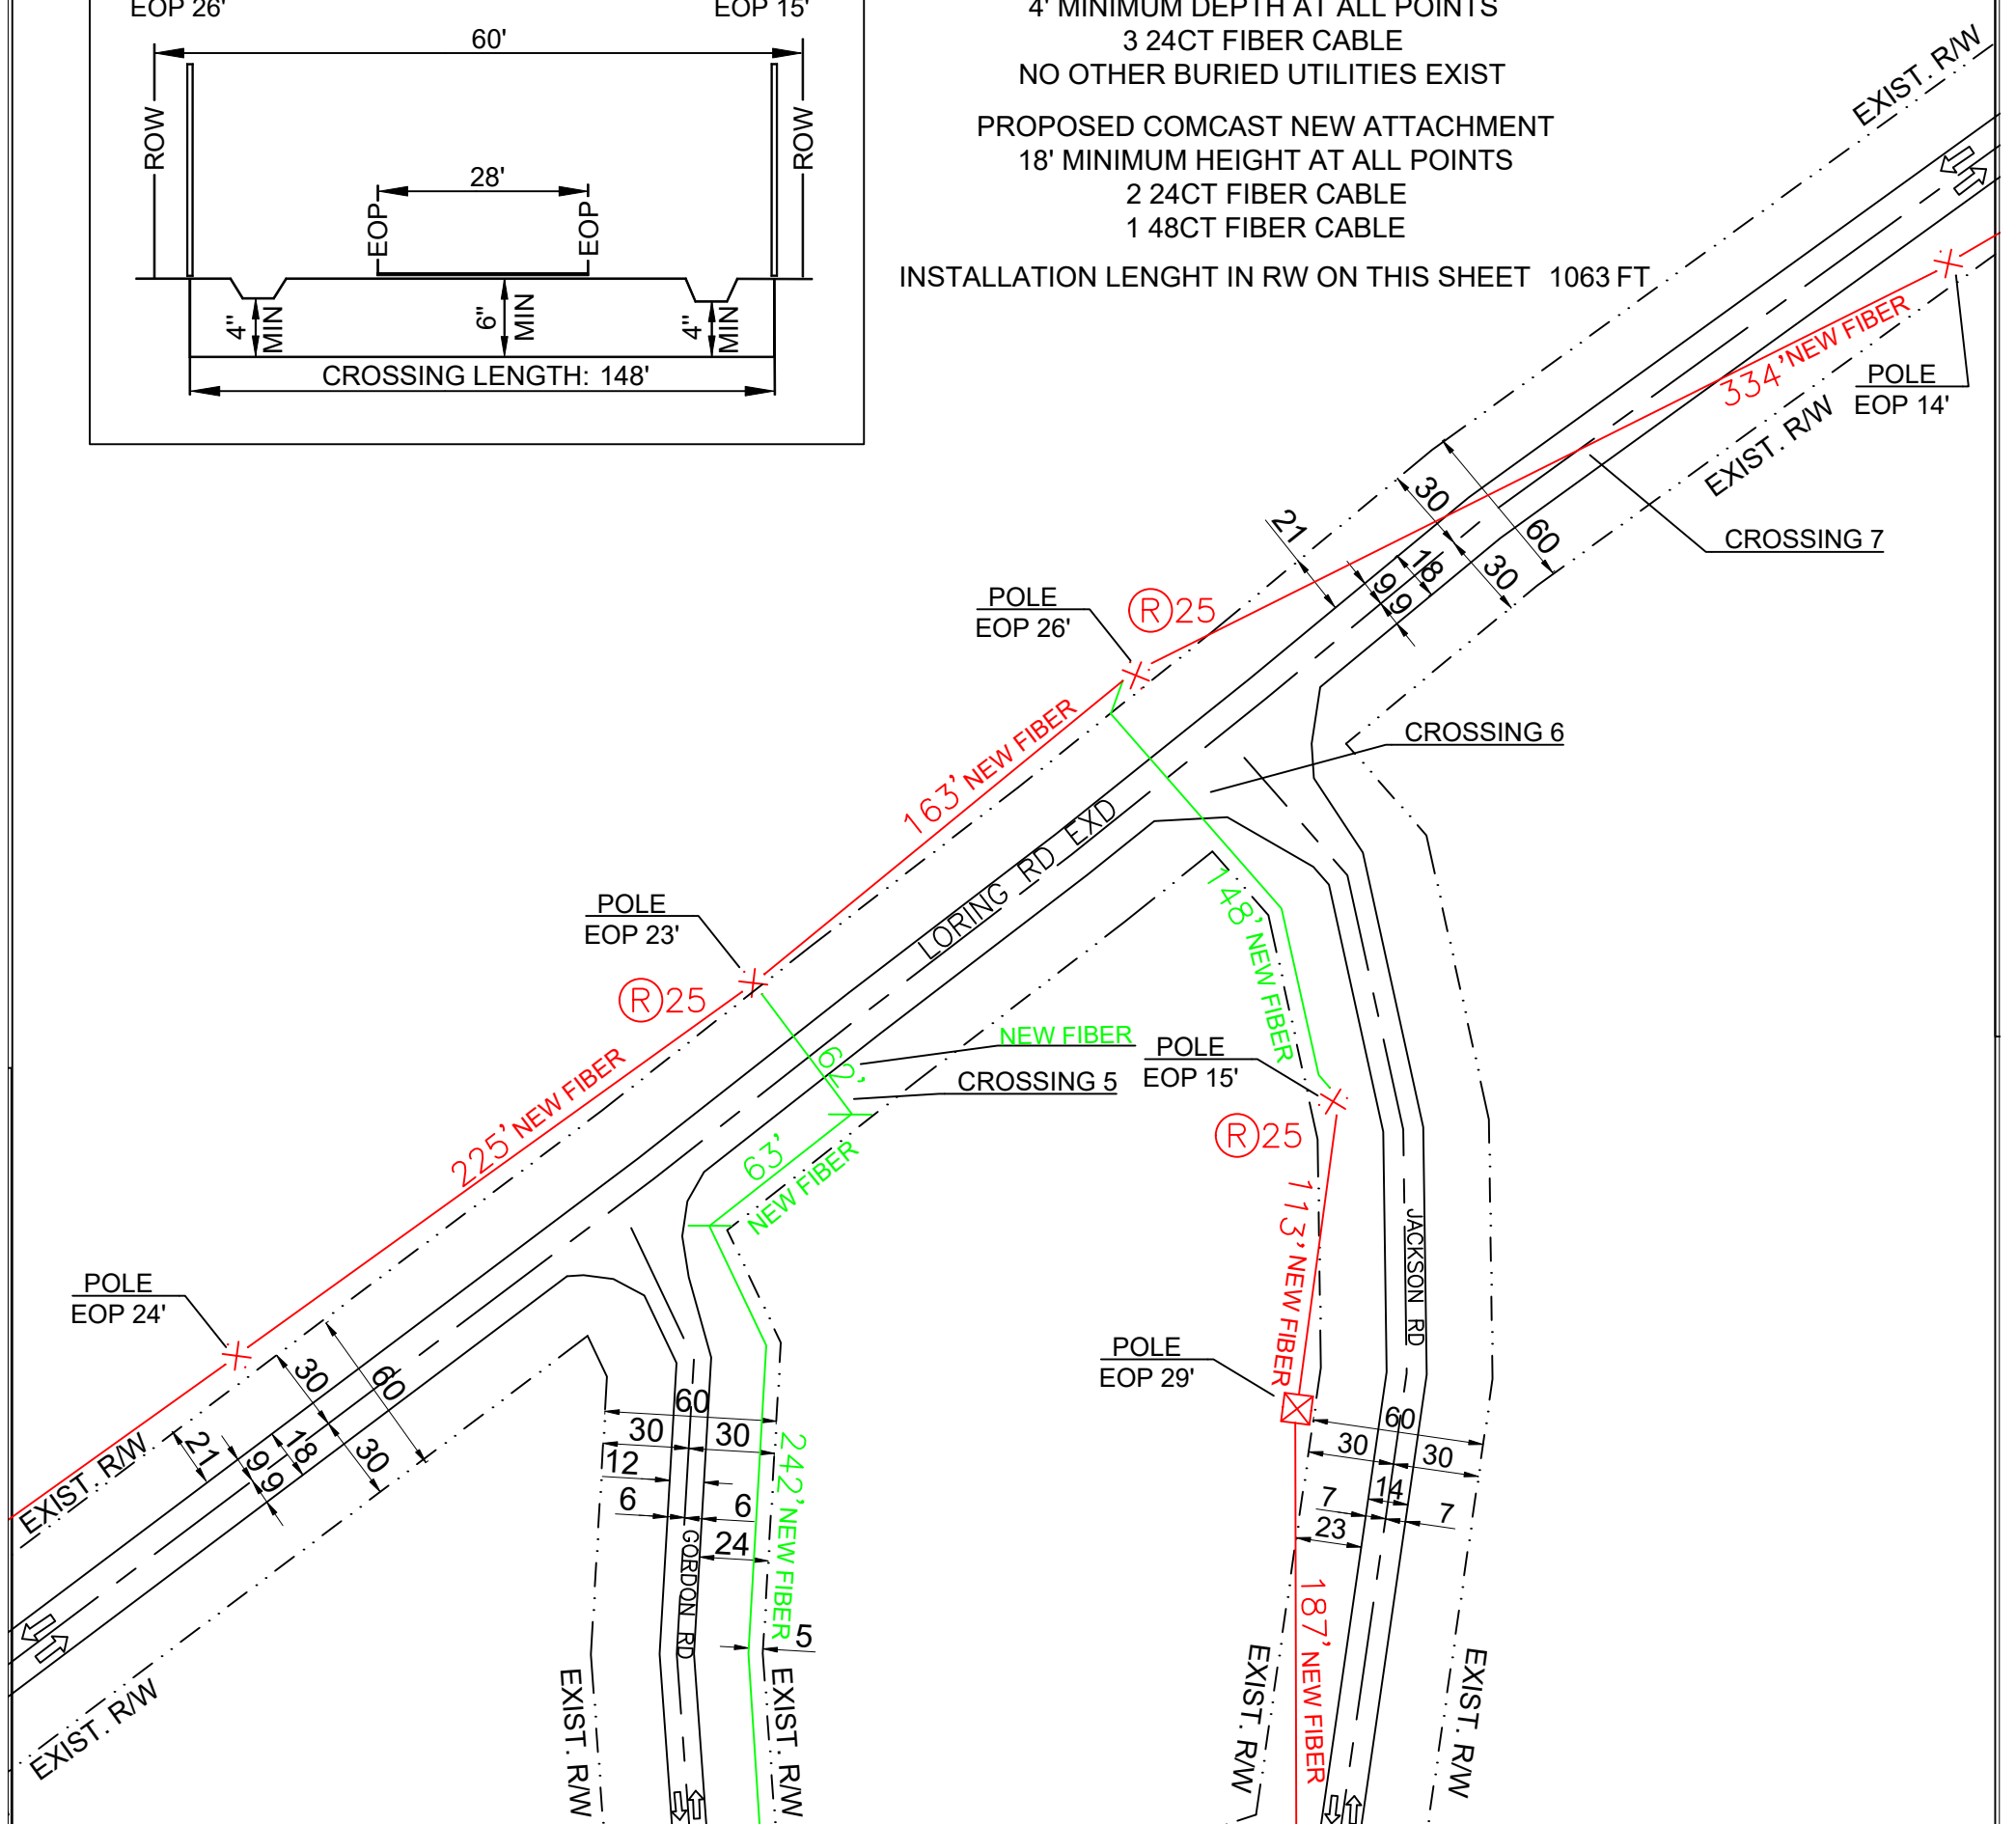 EOP 26'
EOP 15'
60'
ROW
ROW
28'
EOP
EOP
4" MIN
6" MIN
4" MIN
CROSSING LENGTH: 148'
4' MINIMUM DEPTH AT ALL POINTS
3 24CT FIBER CABLE
NO OTHER BURIED UTILITIES EXIST
PROPOSED COMCAST NEW ATTACHMENT
18' MINIMUM HEIGHT AT ALL POINTS
2 24CT FIBER CABLE
1 48CT FIBER CABLE
INSTALLATION LENGHT IN RW ON THIS SHEET 1063 FT
EXIST. R/W
334' NEW FIBER
POLE
EOP 14'
EXIST. R/W
CROSSING 7
30
60
30
21
18
9
9
POLE
EOP 26'
R 25
CROSSING 6
163' NEW FIBER
LORING RD EXD
POLE
EOP 23'
R 25
148' NEW FIBER
NEW FIBER
62'
CROSSING 5
POLE
EOP 15'
R 25
225' NEW FIBER
63'
NEW FIBER
113' NEW FIBER
JACKSON RD
POLE
EOP 24'
POLE
EOP 29'
30
60
30
21
18
9
9
EXIST. R/W
EXIST. R/W
60
30
30
12
6
6
24
GORDON RD
242' NEW FIBER
5
EXIST. R/W
EXIST. R/W
60
30
30
14
7
7
23
187' NEW FIBER
EXIST. R/W
EXIST. R/W